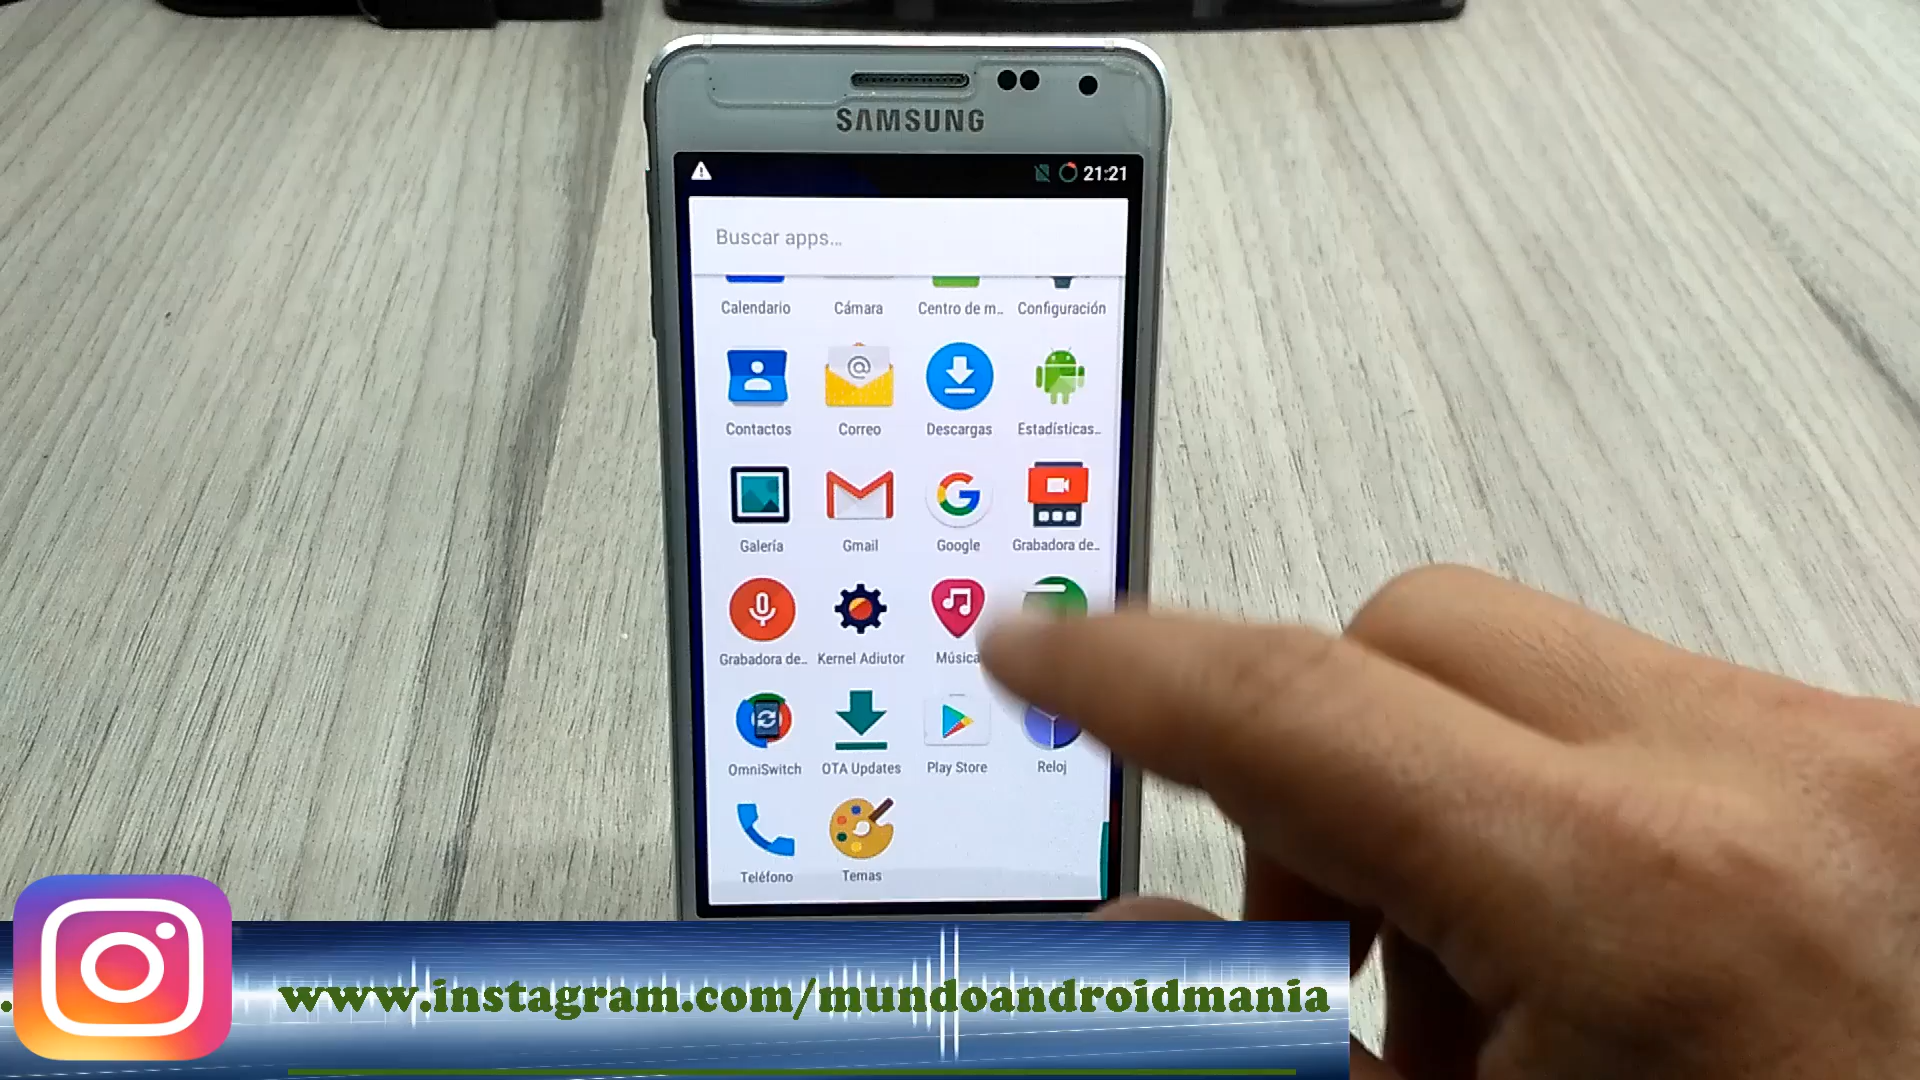 SAMSUNG
21:21
Buscar apps...
Calendario Cámara Centro de m.. Configuración
Contactos Correo Descargas Estadísticas..
Galería Gmail Google Grabadora de..
Grabadora de.. Kernel Adiutor Música
OmniSwitch OTA Updates Play Store Reloj
Teléfono Temas
www.instagram.com/mundoandroidmania